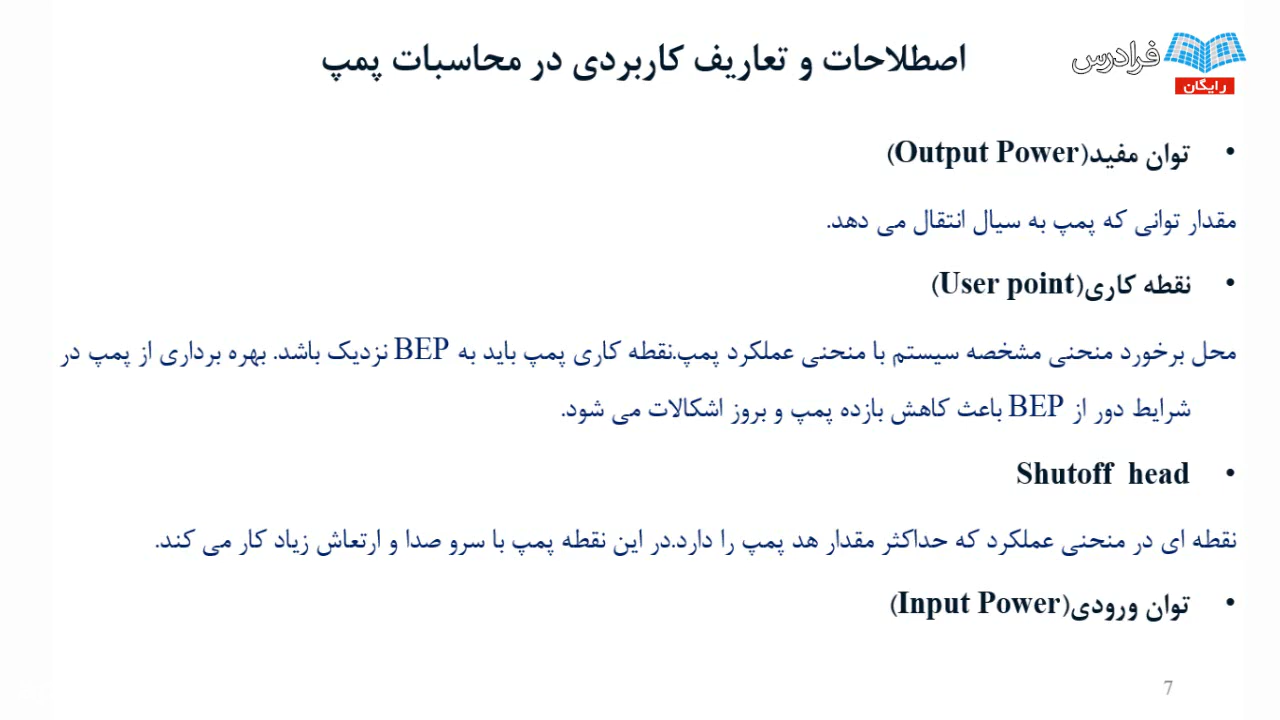 اصطلاحات و تعاریف کاربردی در محاسبات پمپ
فرادرس
رایگان
• توان مفید(Output Power)
مقدار توانی که پمپ به سیال انتقال می دهد.
• نقطه کاری(User point)
محل برخورد منحنی مشخصه سیستم با منحنی عملکرد پمپ.نقطه کاری پمپ باید به BEP نزدیک باشد. بهره برداری از پمپ در
شرایط دور از BEP باعث کاهش بازده پمپ و بروز اشکالات می شود.
• Shutoff head
نقطه ای در منحنی عملکرد که حداکثر مقدار هد پمپ را دارد.در این نقطه پمپ با سرو صدا و ارتعاش زیاد کار می کند.
• توان ورودی(Input Power)
7